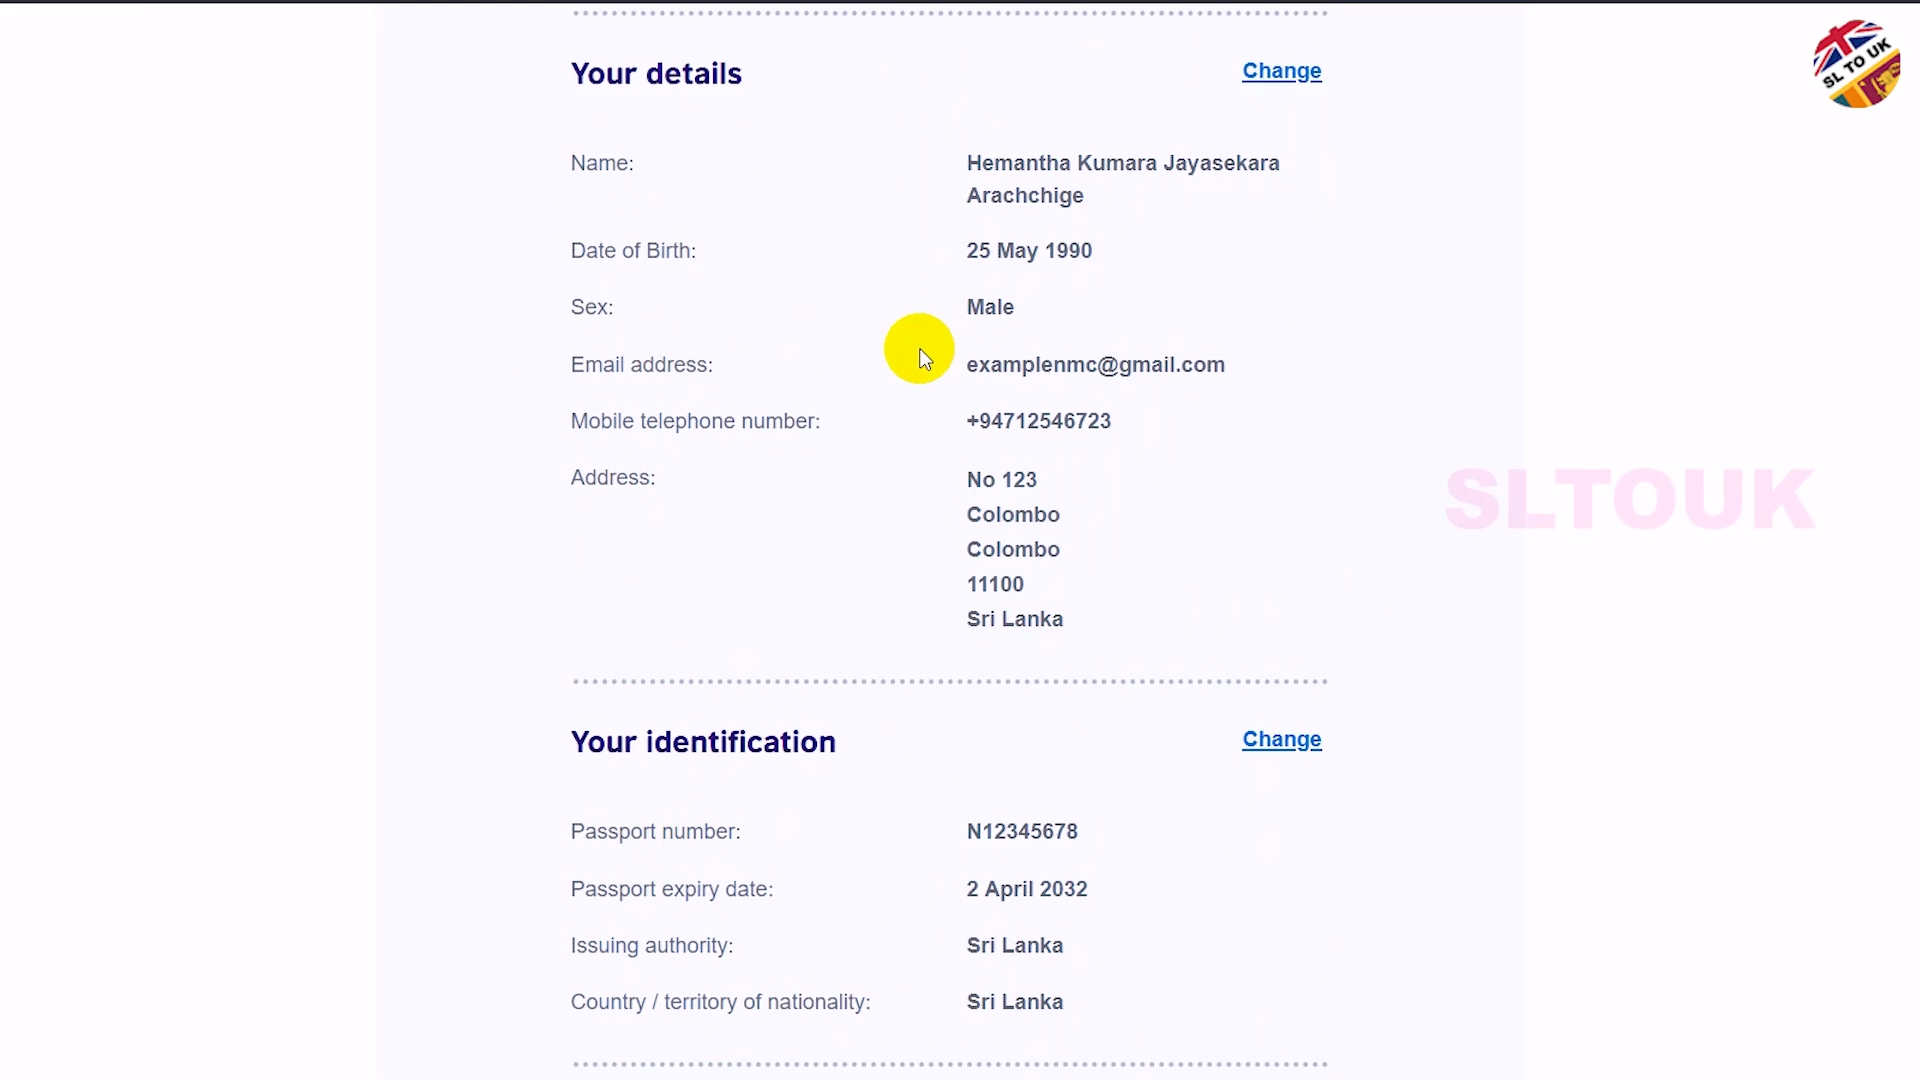 Your details
Change
SL TO UK
Name:
Hemantha Kumara Jayasekara
Arachchige
Date of Birth:
25 May 1990
Sex:
Male
Email address:
examplenmc@gmail.com
Mobile telephone number:
+94712546723
Address:
No 123
Colombo
Colombo
11100
Sri Lanka
SLTOUK
Your identification
Change
Passport number:
N12345678
Passport expiry date:
2 April 2032
Issuing authority:
Sri Lanka
Country / territory of nationality:
Sri Lanka